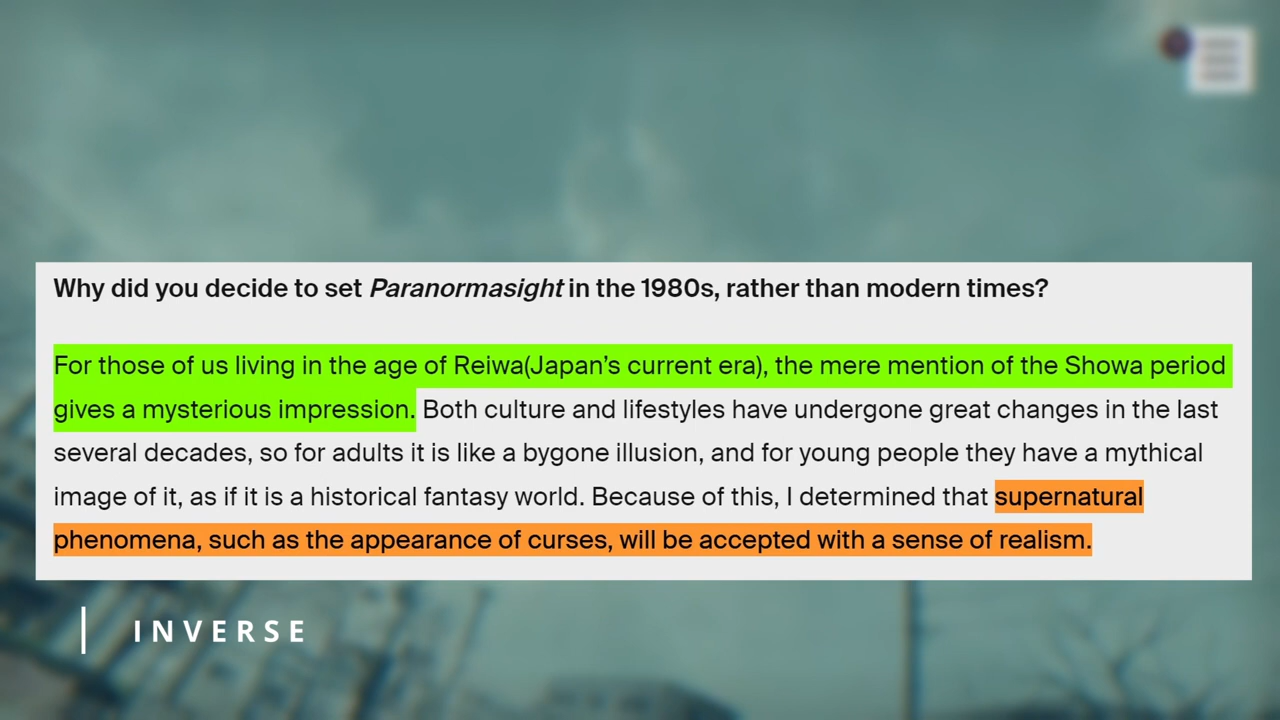 Why did you decide to set Paranormasight in the 1980s, rather than modern times?
For those of us living in the age of Reiwa(Japan’s current era), the mere mention of the Showa period
gives a mysterious impression. Both culture and lifestyles have undergone great changes in the last
several decades, so for adults it is like a bygone illusion, and for young people they have a mythical
image of it, as if it is a historical fantasy world. Because of this, I determined that supernatural
phenomena, such as the appearance of curses, will be accepted with a sense of realism.
INVERSE